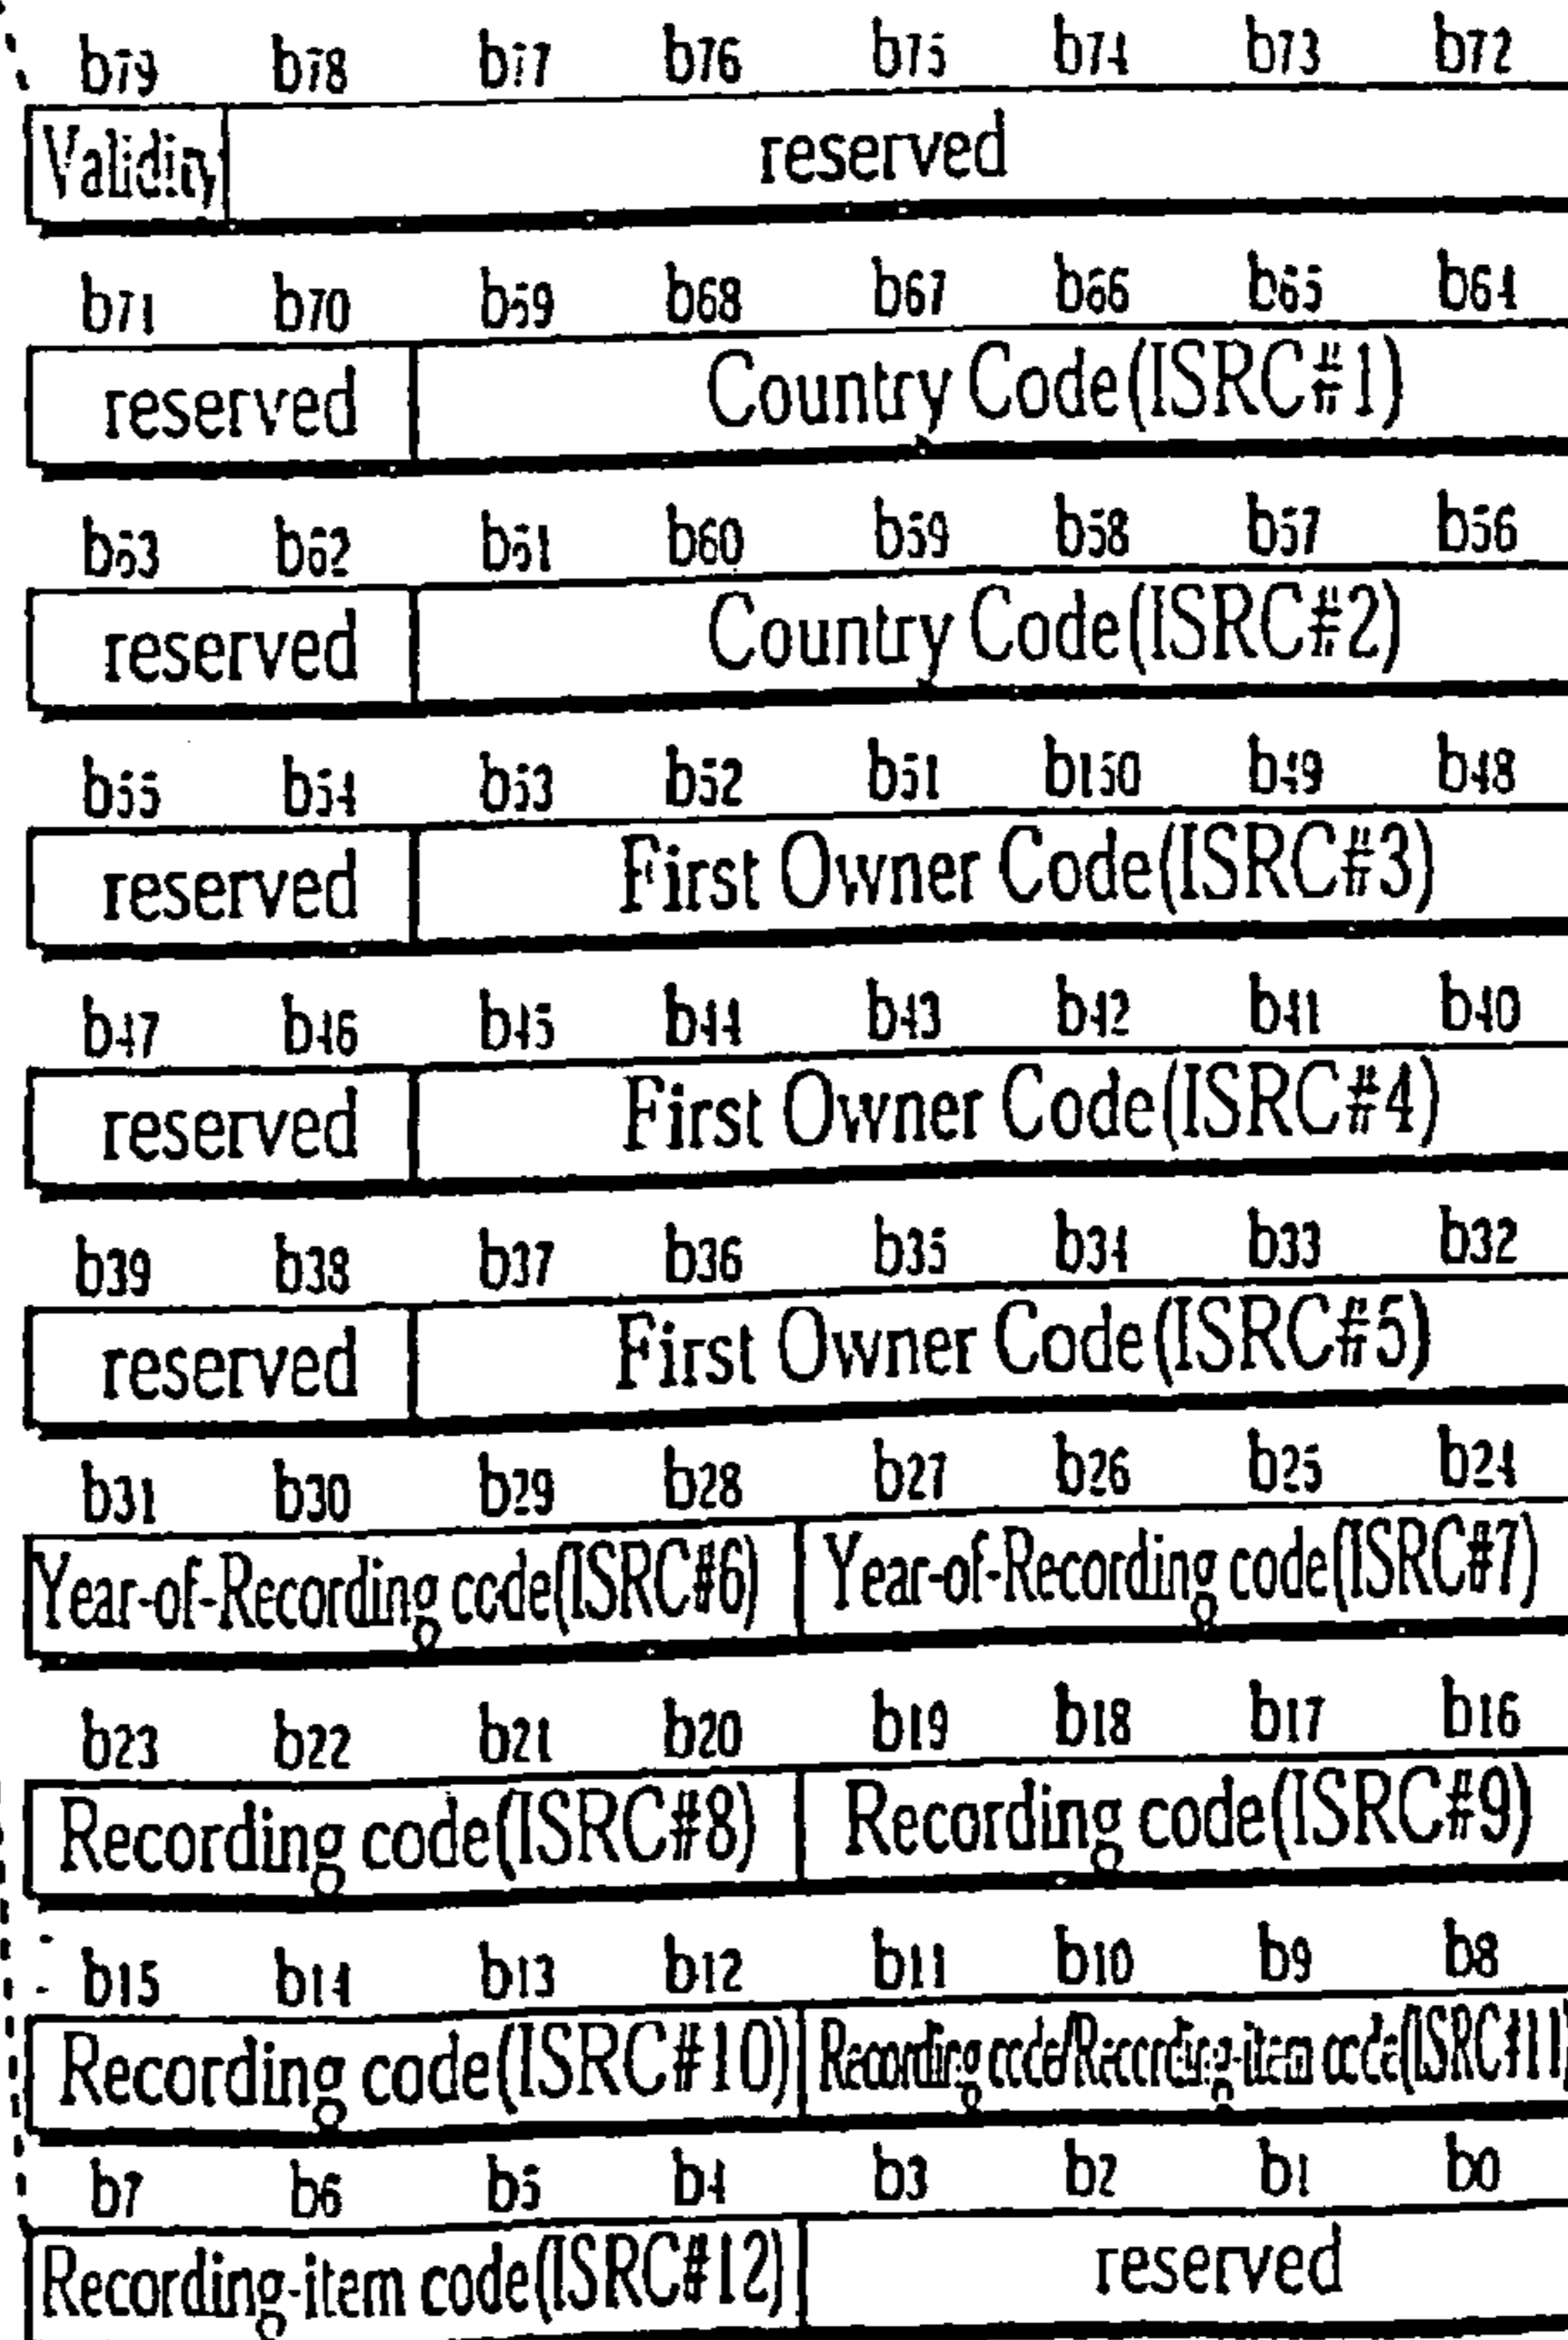 b79 b78 b77 b76 b75 b74 b73 b72
Validity reserved
b71 b70 b69 b68 b67 b66 b65 b64
reserved Country Code(ISRC#1)
b63 b62 b61 b60 b59 b58 b57 b56
reserved Country Code(ISRC#2)
b55 b54 b53 b52 b51 b150 b49 b48
reserved First Owner Code(ISRC#3)
b47 b46 b45 b44 b43 b42 b41 b40
reserved First Owner Code(ISRC#4)
b39 b38 b37 b36 b35 b34 b33 b32
reserved First Owner Code(ISRC#5)
b31 b30 b29 b28 b27 b26 b25 b24
Year-of-Recording code(ISRC#6) Year-of-Recording code(ISRC#7)
b23 b22 b21 b20 b19 b18 b17 b16
Recording code(ISRC#8) Recording code(ISRC#9)
b15 b14 b13 b12 b11 b10 b9 b8
Recording code(ISRC#10) Recording code/Recording-item code(ISRC#11)
b7 b6 b5 b4 b3 b2 b1 b0
Recording-item code(ISRC#12) reserved